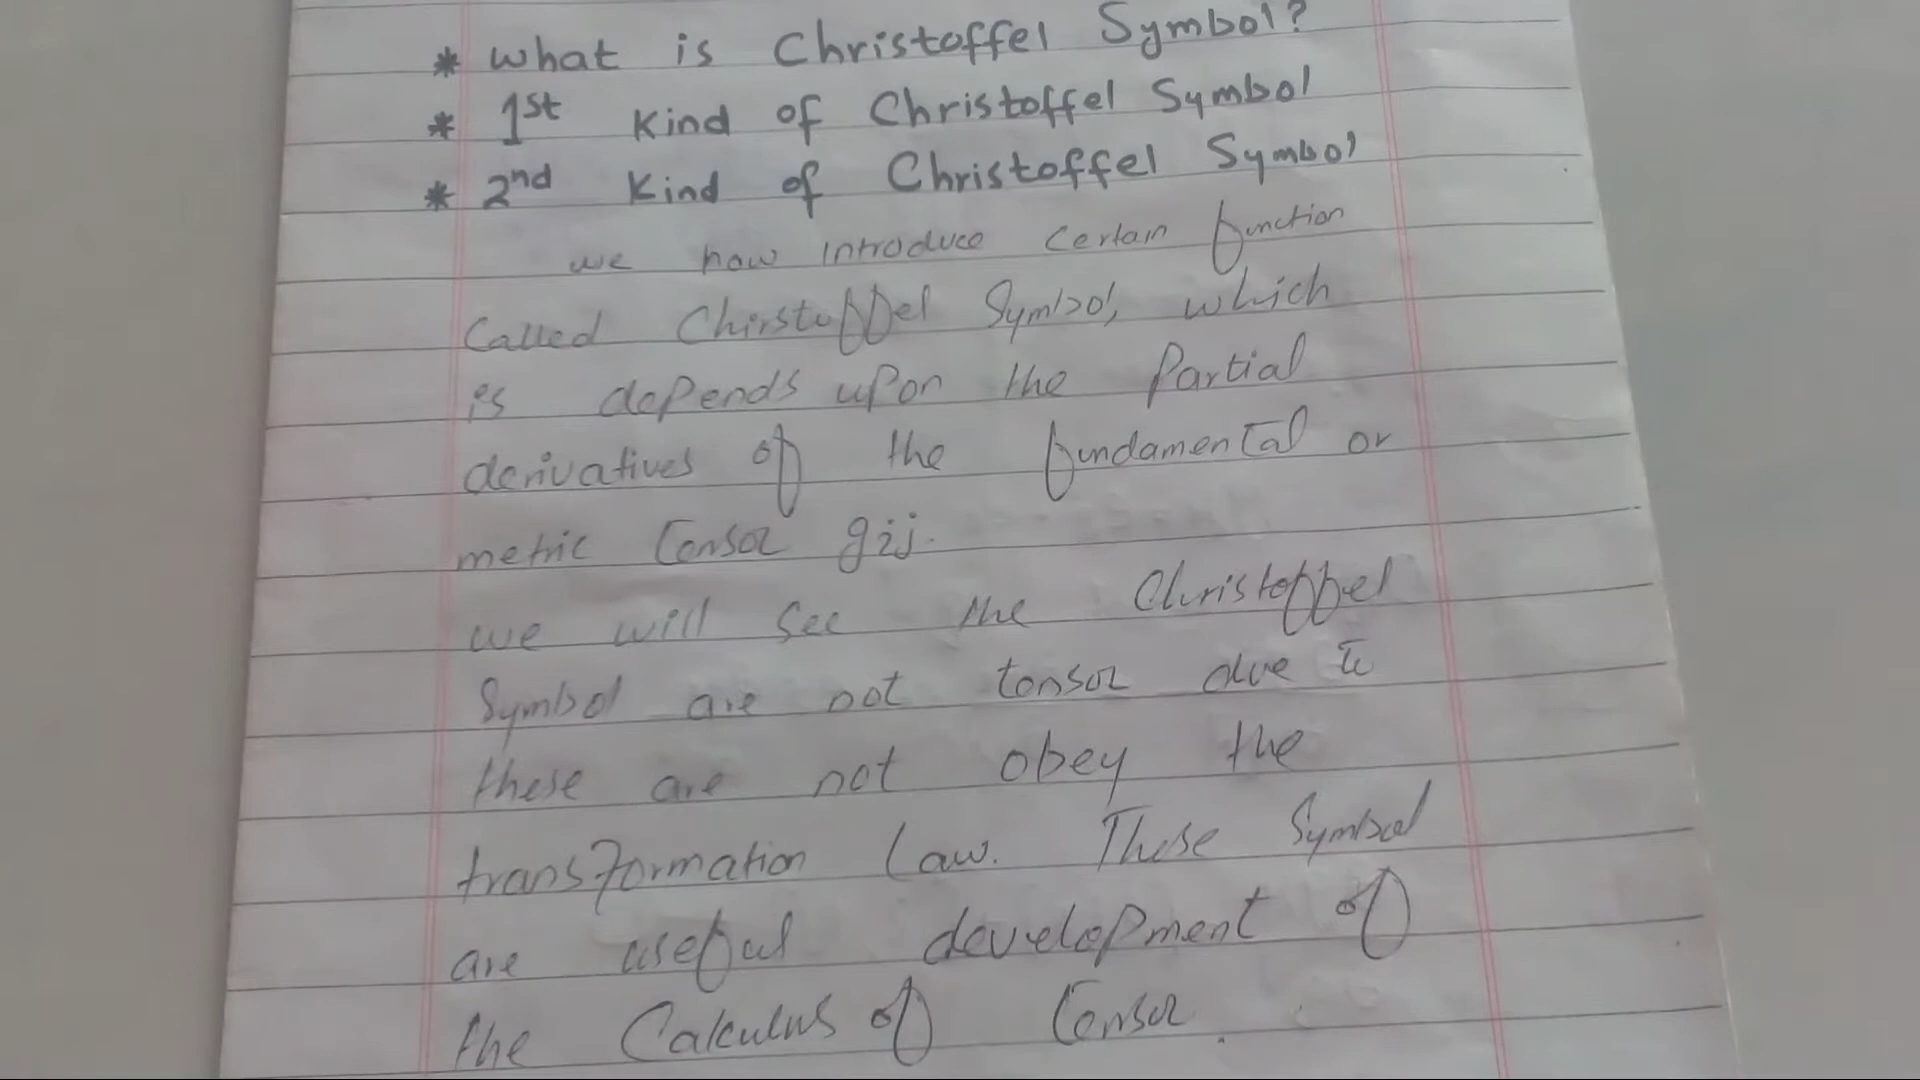 * What is Christoffel Symbol?
* 1st Kind of Christoffel Symbol
* 2nd Kind of Christoffel Symbol
we now introduce certain function
Called Chirstoffel Symbol, which
is depends upon the Partial
derivatives of the fundamental or
metric Tensor gij.
we will see the Christoffel
Symbol are not tensor due to
these are not obey the
transformation law. These Symbol
are useful development of
the Calculus of Tensor